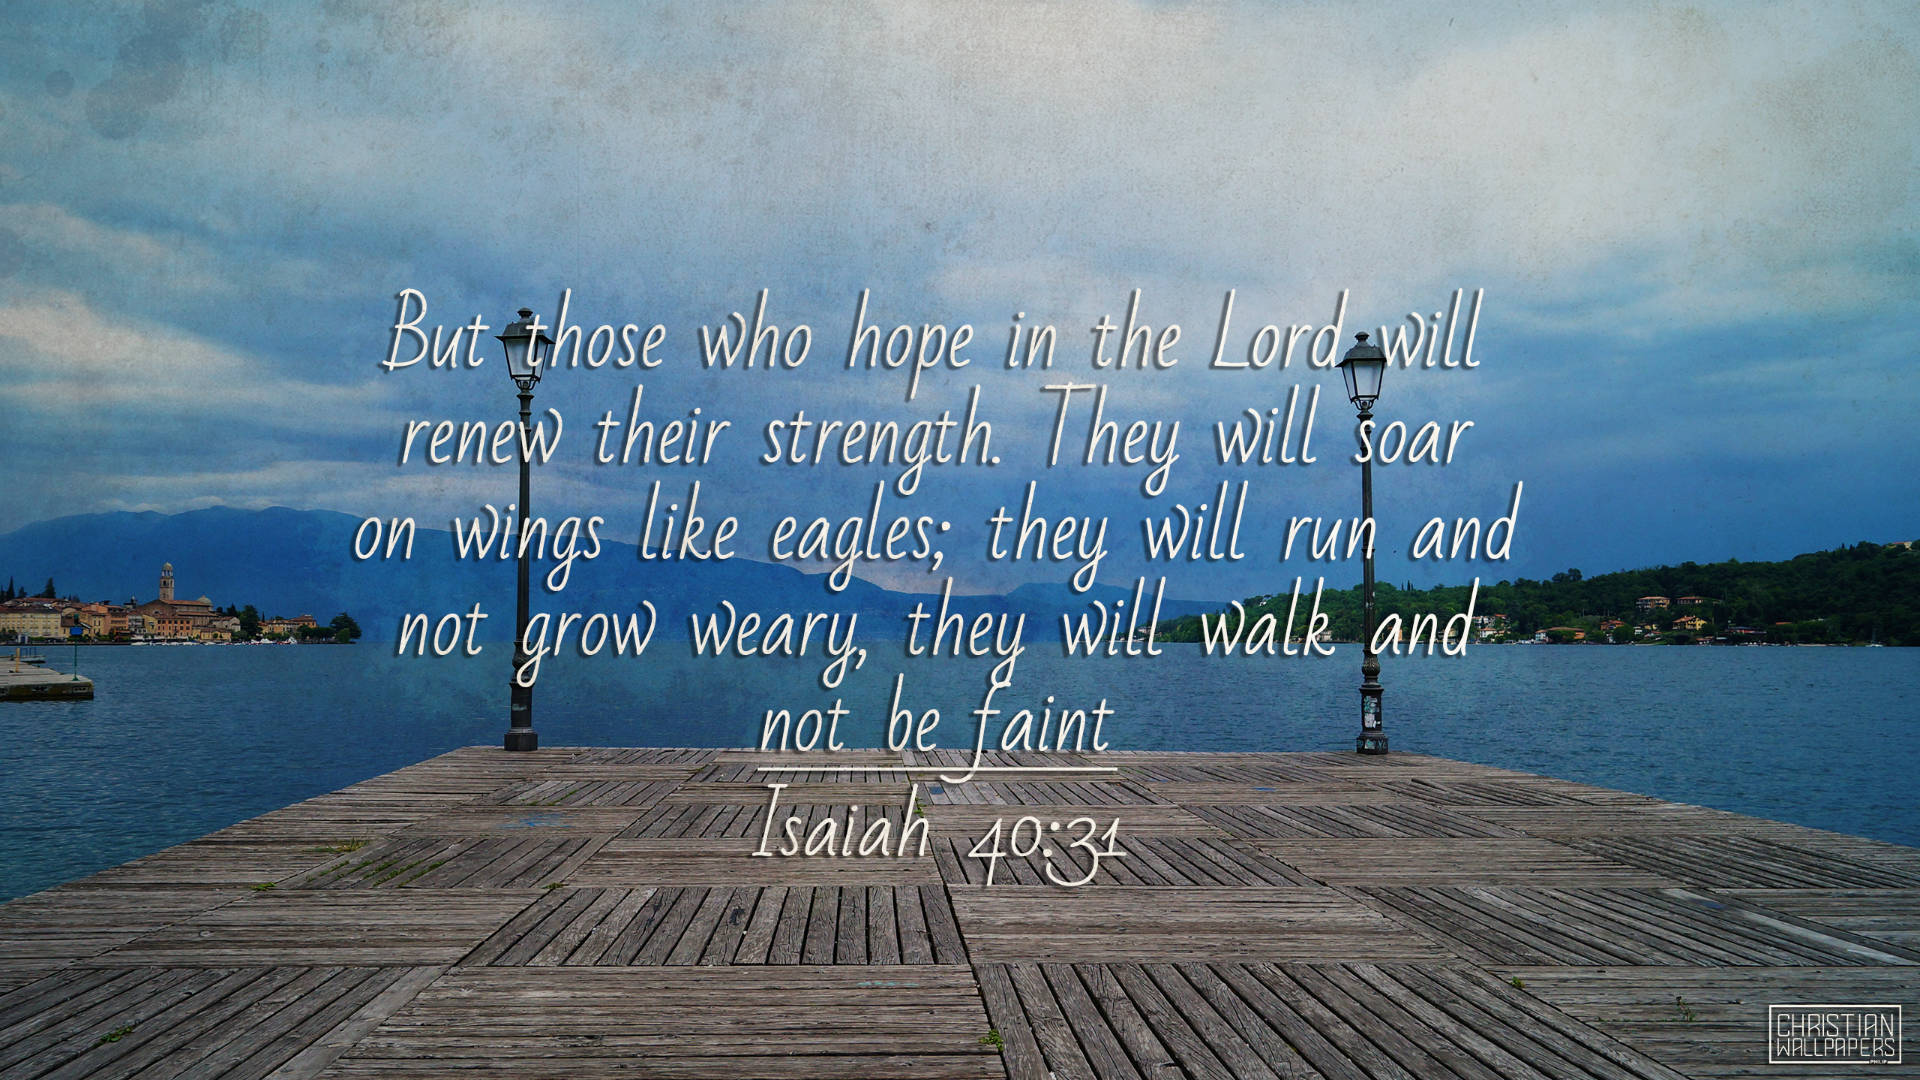 But those who hope in the Lord will
renew their strength. They will soar
on wings like eagles; they will run and
not grow weary, they will walk and
not be faint
Isaiah 40:31
CHRISTIAN
WALLPAPERS
PHILIP